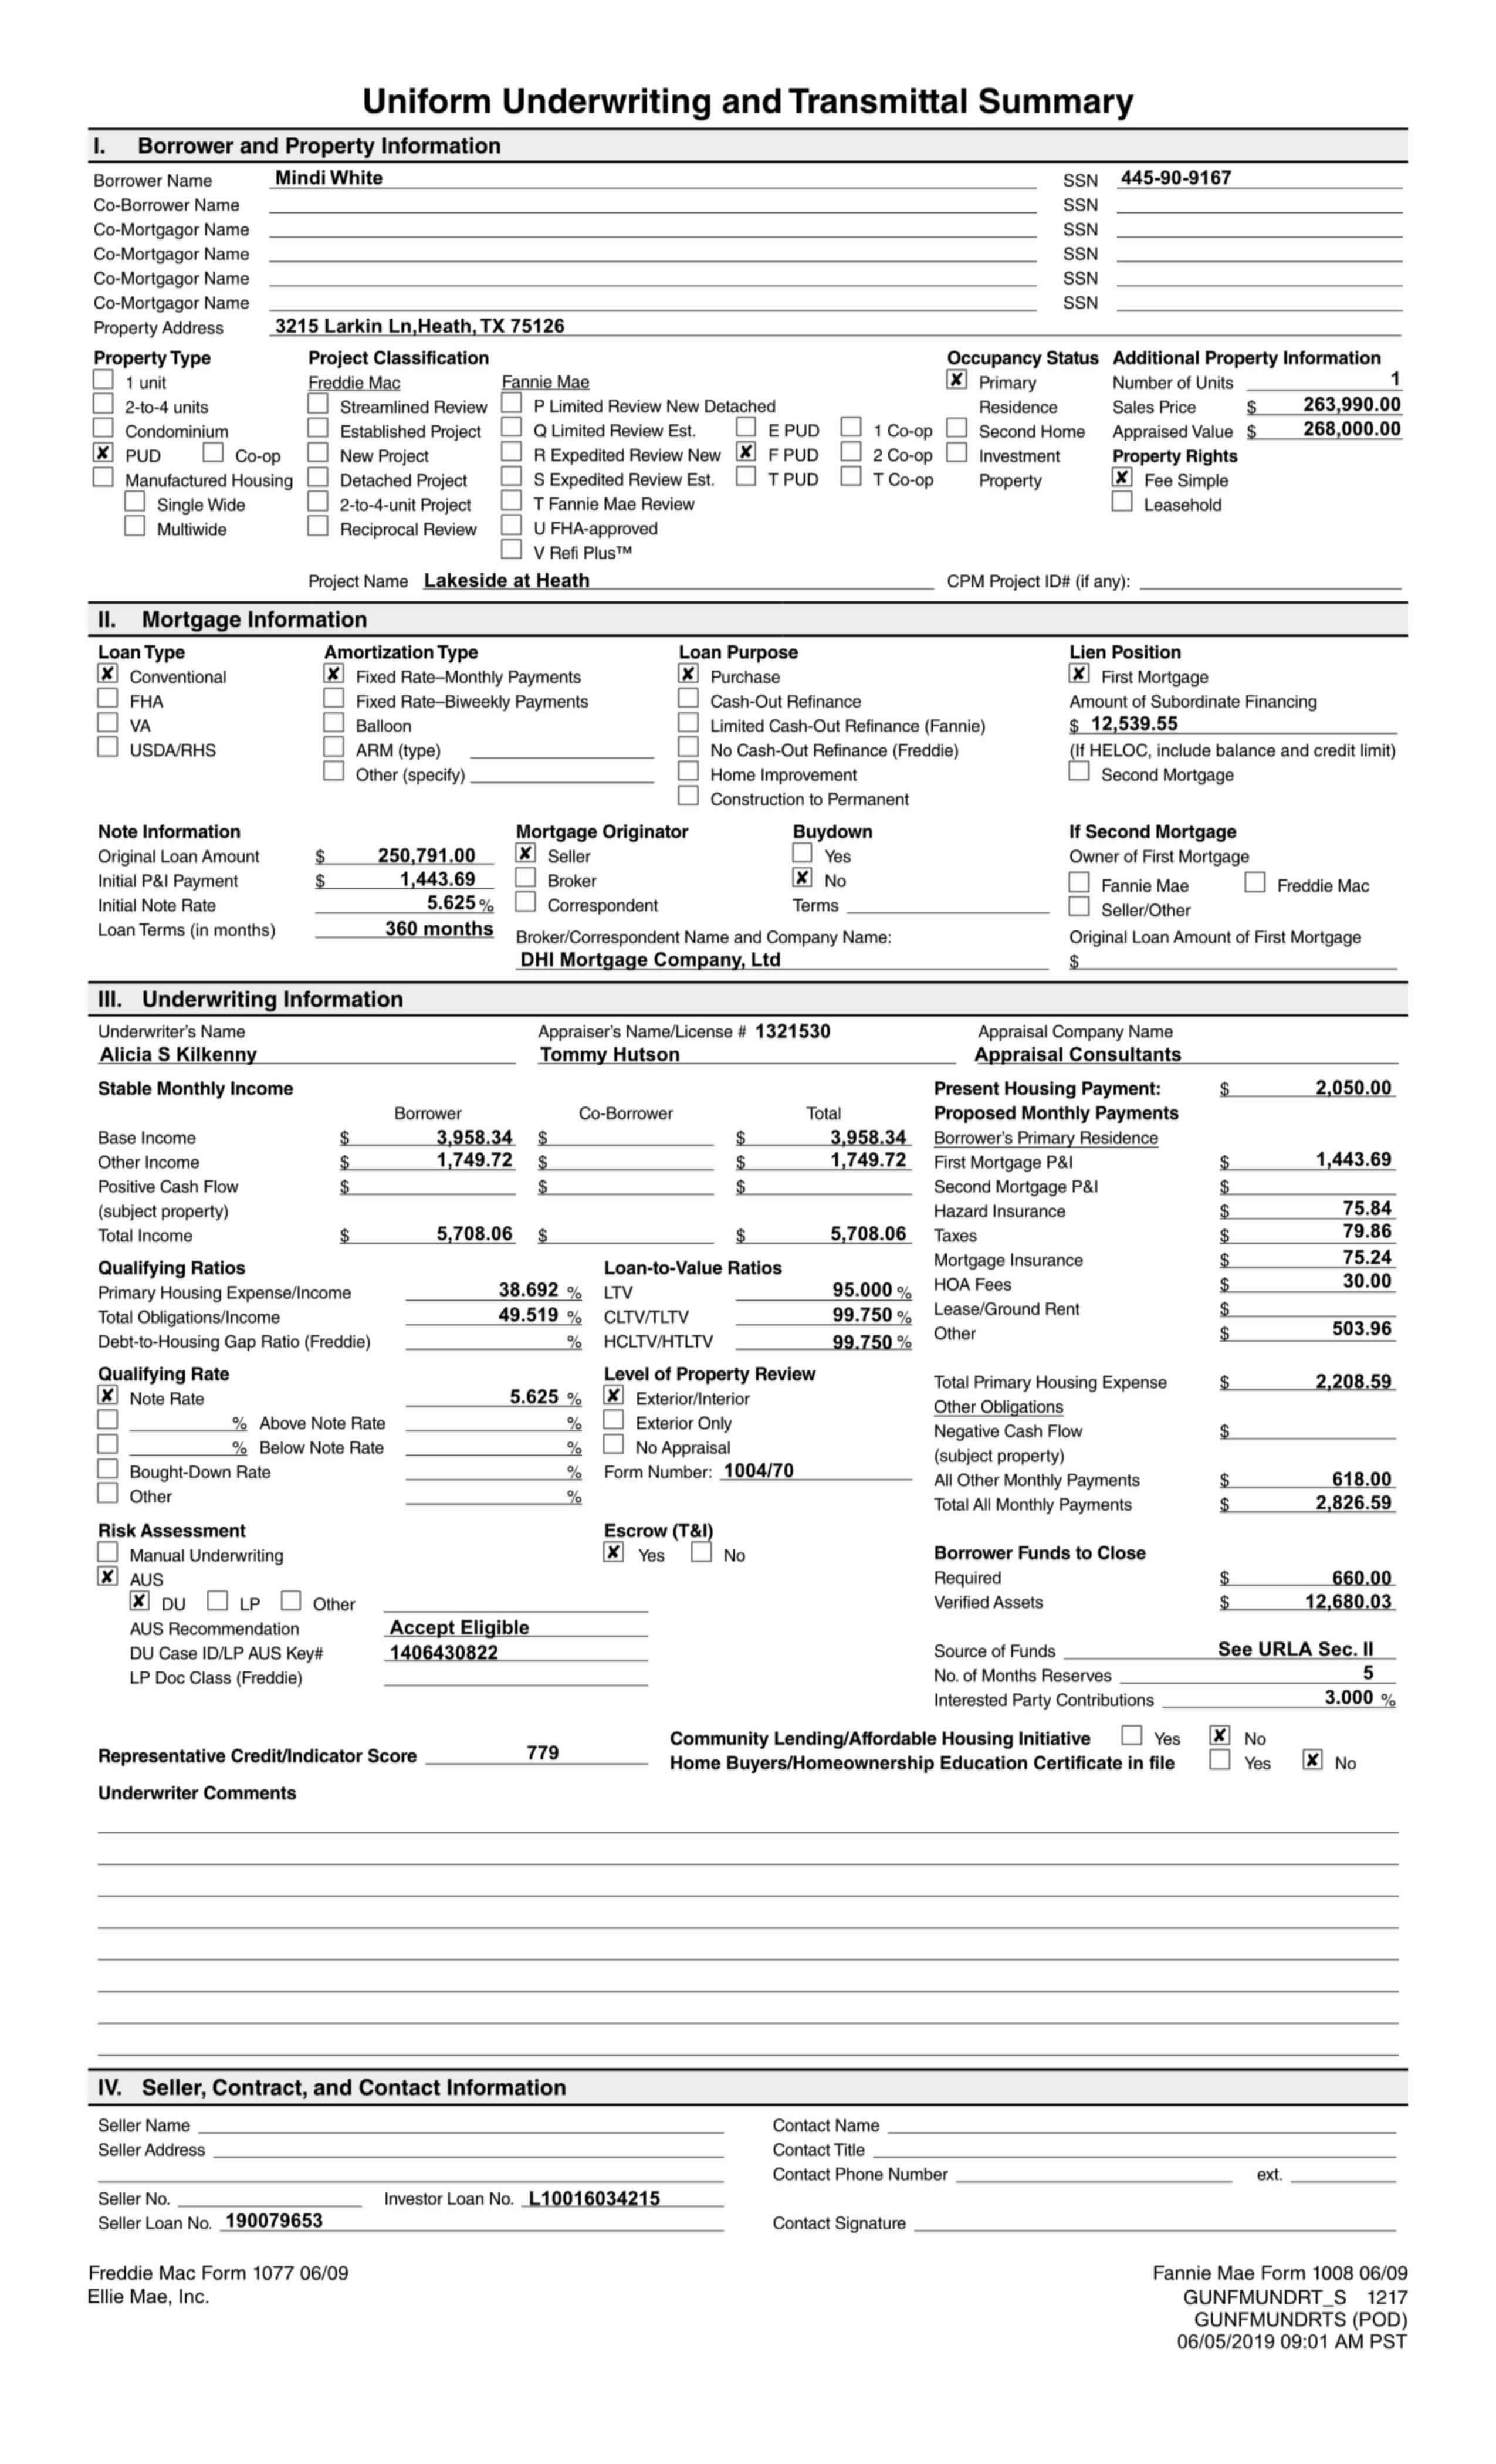 Uniform Underwriting and Transmittal Summary
I. Borrower and Property Information
Borrower Name Mindi White SSN 445-90-9167
Co-Borrower Name SSN
Co-Mortgagor Name SSN
Co-Mortgagor Name SSN
Co-Mortgagor Name SSN
Co-Mortgagor Name SSN
Property Address 3215 Larkin Ln,Heath, TX 75126
Property Type Project Classification Occupancy Status Additional Property Information
1 unit Freddie Mac Fannie Mae ✘ Primary Number of Units 1
2-to-4 units Streamlined Review P Limited Review New Detached Residence Sales Price $ 263,990.00
Condominium Established Project Q Limited Review Est. E PUD 1 Co-op Second Home Appraised Value $ 268,000.00
✘ PUD Co-op New Project R Expedited Review New ✘ F PUD 2 Co-op Investment Property Rights
Manufactured Housing Detached Project S Expedited Review Est. T PUD T Co-op Property ✘ Fee Simple
Single Wide 2-to-4-unit Project T Fannie Mae Review Leasehold
Multiwide Reciprocal Review U FHA-approved
V Refi Plus™
Project Name Lakeside at Heath CPM Project ID# (if any):
II. Mortgage Information
Loan Type Amortization Type Loan Purpose Lien Position
✘ Conventional ✘ Fixed Rate–Monthly Payments ✘ Purchase ✘ First Mortgage
FHA Fixed Rate–Biweekly Payments Cash-Out Refinance Amount of Subordinate Financing
VA Balloon Limited Cash-Out Refinance (Fannie) $ 12,539.55
USDA/RHS ARM (type) No Cash-Out Refinance (Freddie) (If HELOC, include balance and credit limit)
Other (specify) Home Improvement Second Mortgage
Construction to Permanent
Note Information Mortgage Originator Buydown If Second Mortgage
Original Loan Amount $ 250,791.00 ✘ Seller Yes Owner of First Mortgage
Initial P&I Payment $ 1,443.69 Broker ✘ No Fannie Mae Freddie Mac
Initial Note Rate 5.625 % Correspondent Terms Seller/Other
Loan Terms (in months) 360 months Broker/Correspondent Name and Company Name: Original Loan Amount of First Mortgage
DHI Mortgage Company, Ltd $
III. Underwriting Information
Underwriter's Name Appraiser's Name/License # 1321530 Appraisal Company Name
Alicia S Kilkenny Tommy Hutson Appraisal Consultants
Stable Monthly Income Present Housing Payment: $ 2,050.00
Borrower Co-Borrower Total Proposed Monthly Payments
Base Income $ 3,958.34 $ $ 3,958.34 Borrower's Primary Residence
Other Income $ 1,749.72 $ $ 1,749.72 First Mortgage P&I $ 1,443.69
Positive Cash Flow $ $ $ Second Mortgage P&I $
(subject property) Hazard Insurance $ 75.84
Total Income $ 5,708.06 $ $ 5,708.06 Taxes $ 79.86
Qualifying Ratios Loan-to-Value Ratios Mortgage Insurance $ 75.24
Primary Housing Expense/Income 38.692 % LTV 95.000 % HOA Fees $ 30.00
Total Obligations/Income 49.519 % CLTV/TLTV 99.750 % Lease/Ground Rent $
Debt-to-Housing Gap Ratio (Freddie) % HCLTV/HTLTV 99.750 % Other $ 503.96
Qualifying Rate Level of Property Review Total Primary Housing Expense $ 2,208.59
✘ Note Rate 5.625 % ✘ Exterior/Interior Other Obligations
% Above Note Rate % Exterior Only Negative Cash Flow $
% Below Note Rate % No Appraisal (subject property)
Bought-Down Rate % Form Number: 1004/70 All Other Monthly Payments $ 618.00
Other % Total All Monthly Payments $ 2,826.59
Risk Assessment Escrow (T&I)
Manual Underwriting ✘ Yes No Borrower Funds to Close
✘ AUS Required $ 660.00
✘ DU LP Other Verified Assets $ 12,680.03
AUS Recommendation Accept Eligible
DU Case ID/LP AUS Key# 1406430822 Source of Funds See URLA Sec. II
LP Doc Class (Freddie) No. of Months Reserves 5
Interested Party Contributions 3.000 %
Community Lending/Affordable Housing Initiative Yes ✘ No
Representative Credit/Indicator Score 779 Home Buyers/Homeownership Education Certificate in file Yes ✘ No
Underwriter Comments
IV. Seller, Contract, and Contact Information
Seller Name Contact Name
Seller Address Contact Title
Contact Phone Number ext.
Seller No. Investor Loan No. L10016034215
Seller Loan No. 190079653 Contact Signature
Freddie Mac Form 1077 06/09 Fannie Mae Form 1008 06/09
Ellie Mae, Inc. GUNFMUNDRT_S 1217
GUNFMUNDRTS (POD)
06/05/2019 09:01 AM PST